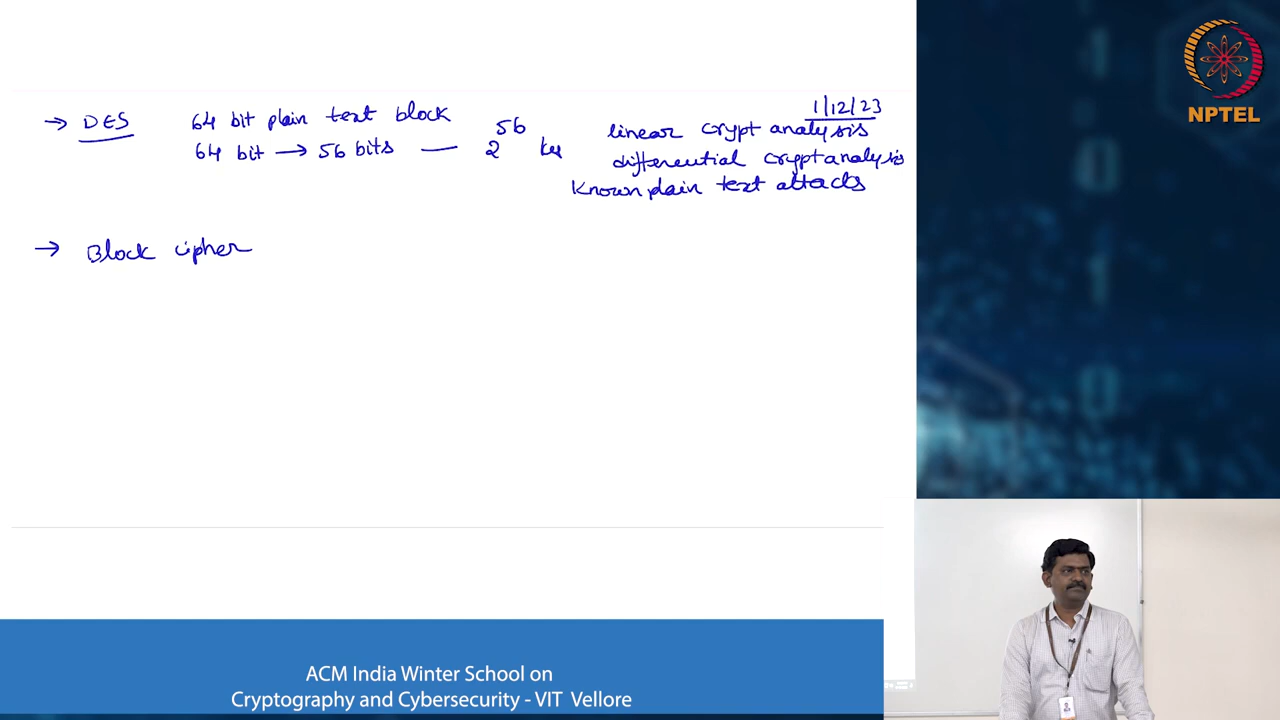 1/12/23
→ DES 64 bit plain text block
64 bit → 56 bits — 2^56 key
linear crypt analysis
differential cryptanalysis
Known plain text attacks
→ Block cipher
NPTEL
ACM India Winter School on
Cryptography and Cybersecurity - VIT Vellore